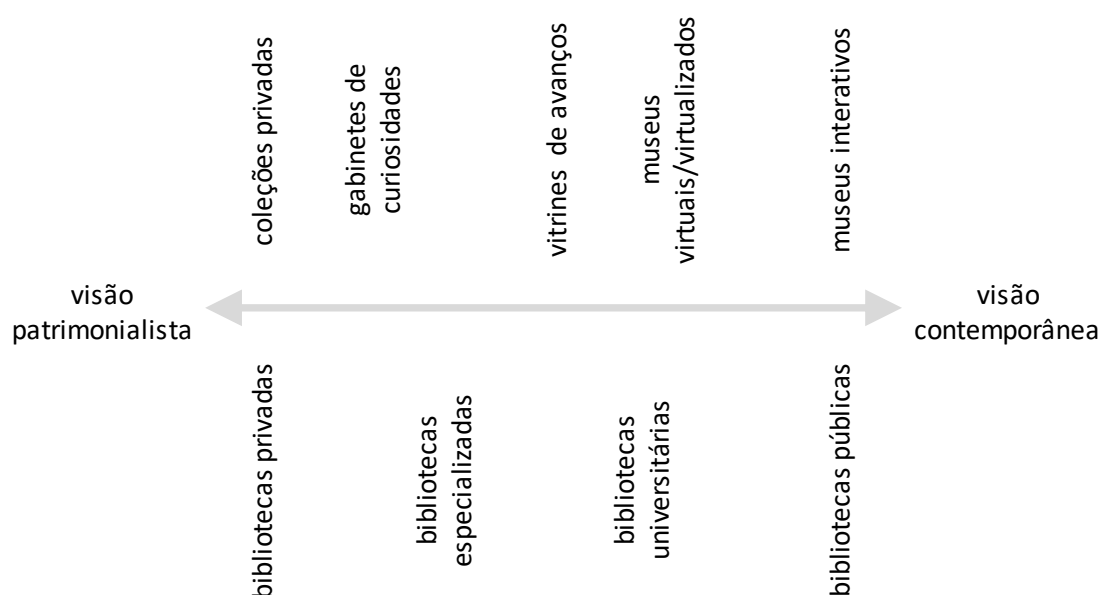 coleções privadas
gabinetes de
curiosidades
vitrines de avanços
museus
virtuais/virtualizados
museus interativos
visão
patrimonialista
visão
contemporânea
bibliotecas privadas
bibliotecas
especializadas
bibliotecas
universitárias
bibliotecas públicas